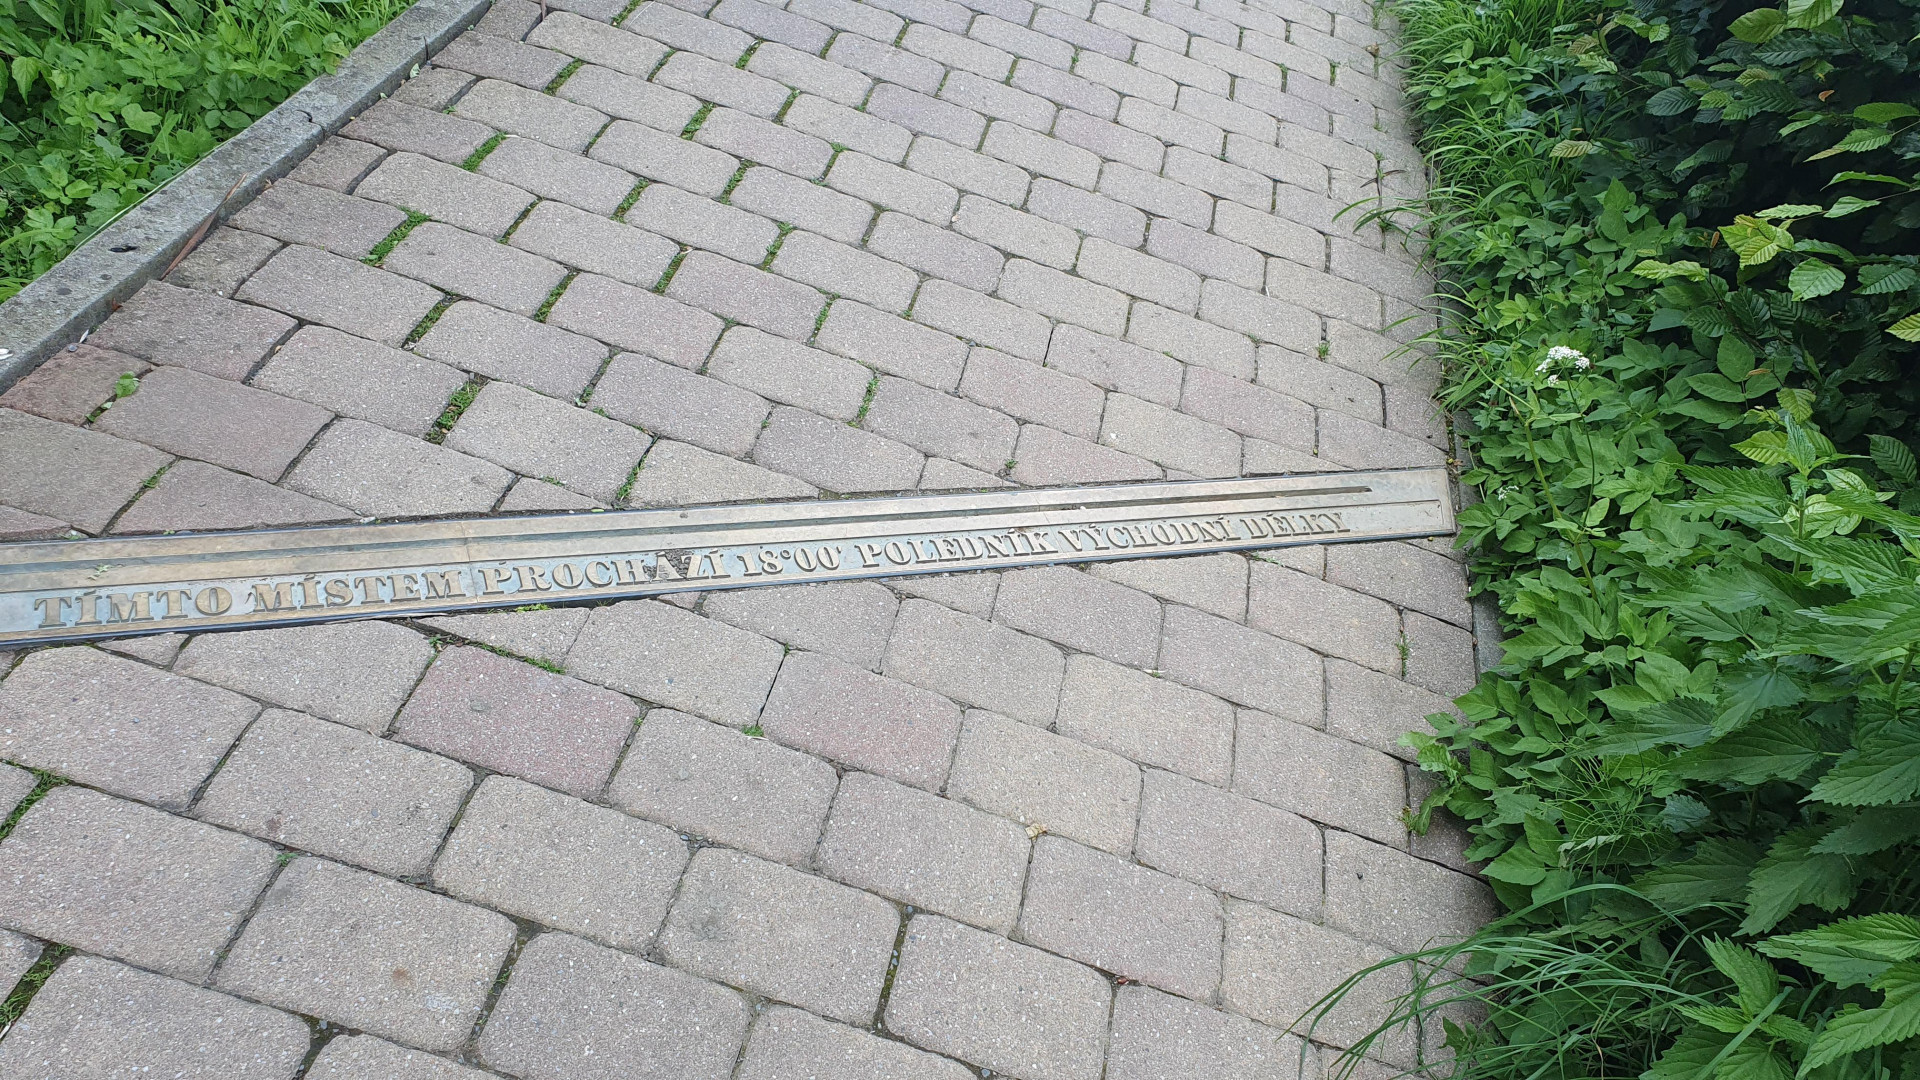 TÍMTO MÍSTEM PROCHÁZÍ 18°00' POLEDNÍK VÝCHODNÍ DÉLKY